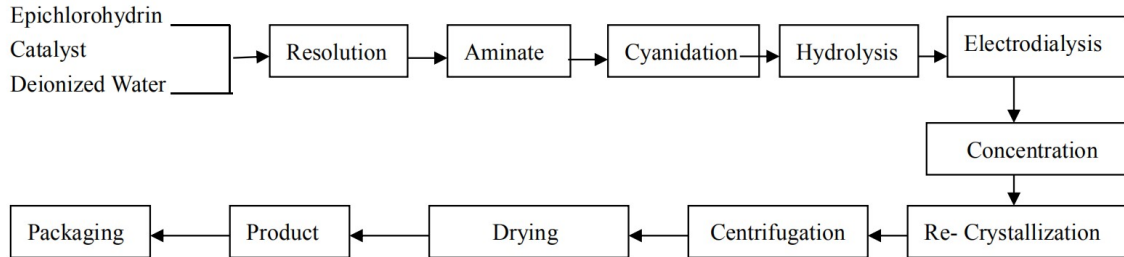 Epichlorohydrin
Catalyst
Deionized Water
Resolution
Aminate
Cyanidation
Hydrolysis
Electrodialysis
Concentration
Re- Crystallization
Centrifugation
Drying
Product
Packaging